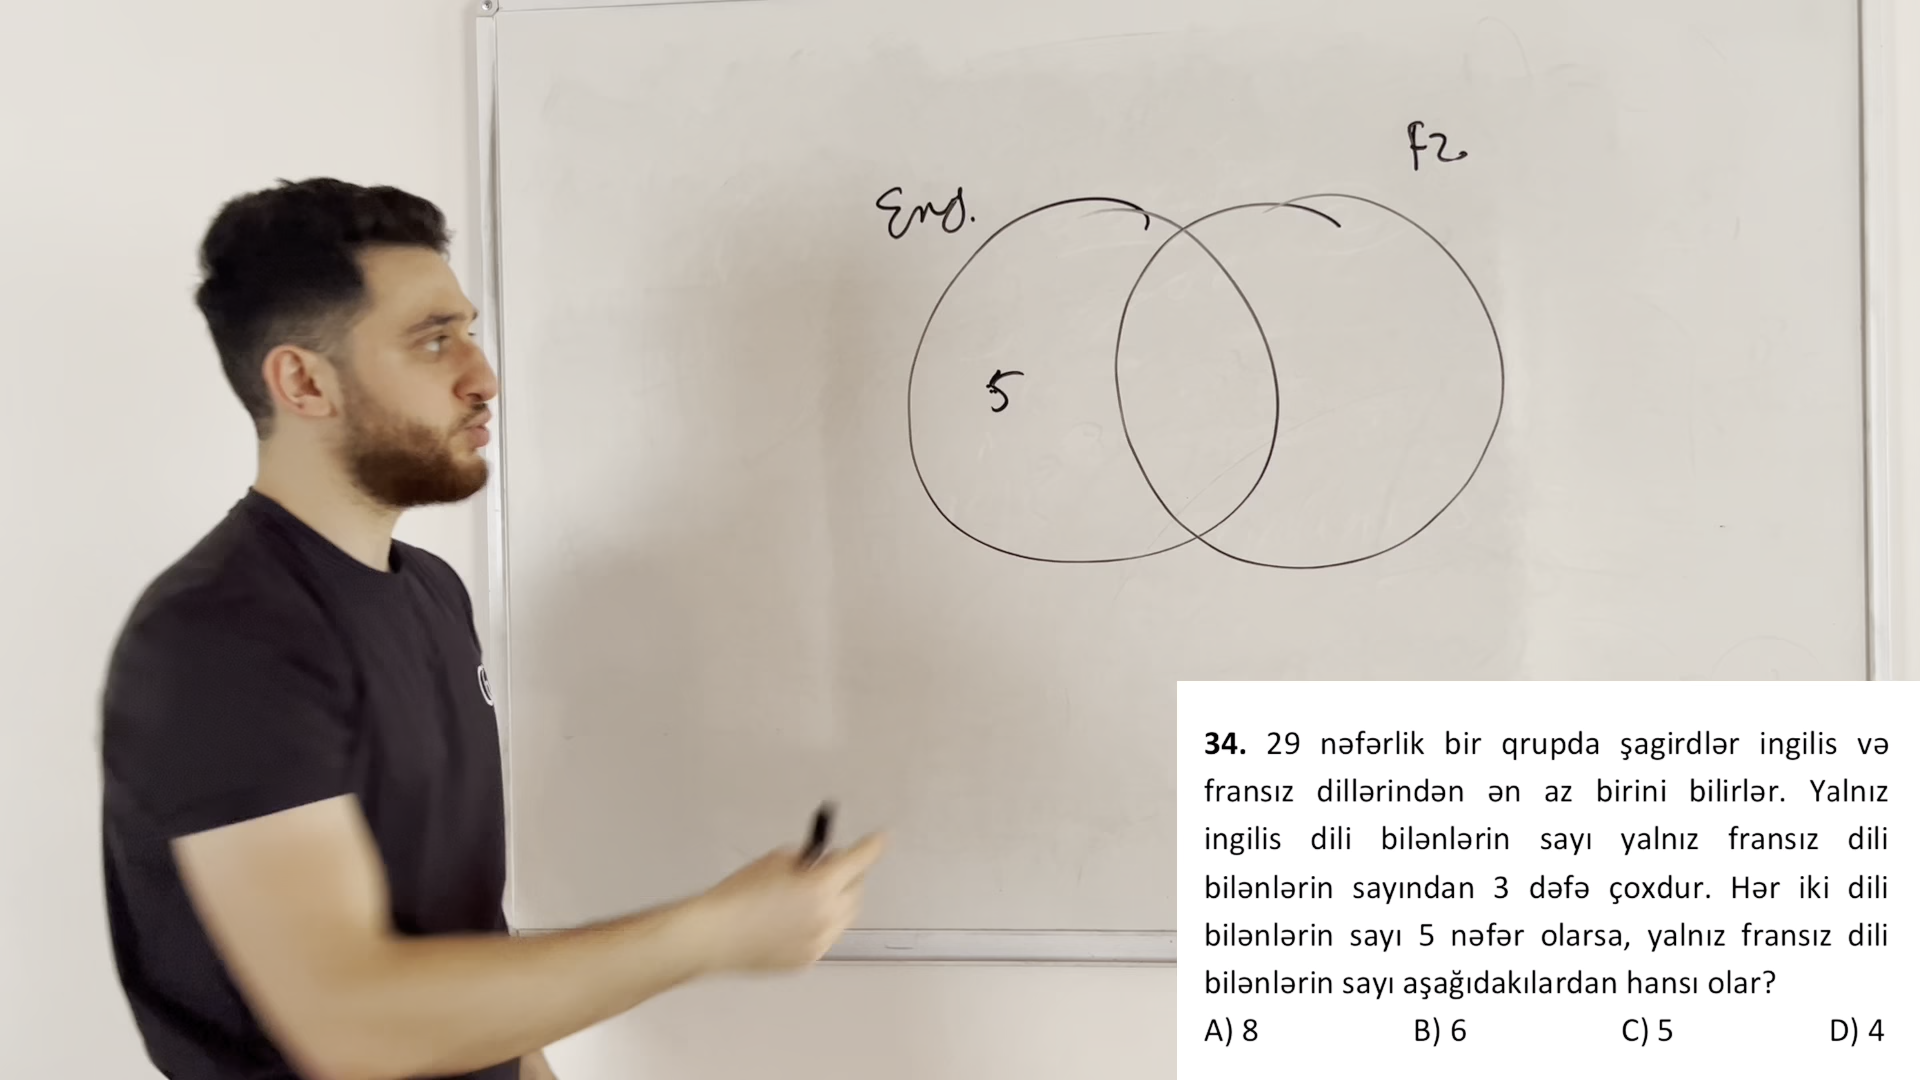 Eng.
Fz.
5
34. 29 nəfərlik bir qrupda şagirdlər ingilis və
fransız dillərindən ən az birini bilirlər. Yalnız
ingilis dili bilənlərin sayı yalnız fransız dili
bilənlərin sayından 3 dəfə çoxdur. Hər iki dili
bilənlərin sayı 5 nəfər olarsa, yalnız fransız dili
bilənlərin sayı aşağıdakılardan hansı olar?
A) 8 B) 6 C) 5 D) 4